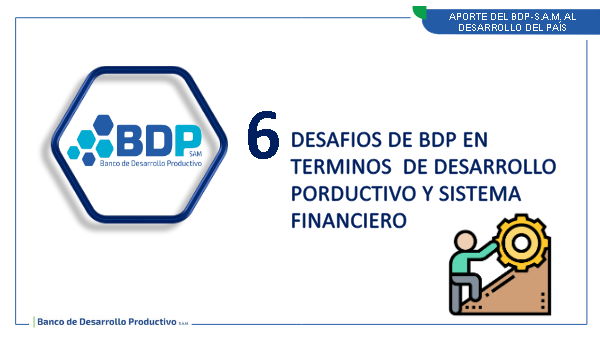 APORTE DEL BDP-S.A.M, AL
DESARROLLO DEL PAÍS
BDP
SAM
Banco de Desarrollo Productivo
6
DESAFIOS DE BDP EN
TERMINOS DE DESARROLLO
PORDUCTIVO Y SISTEMA
FINANCIERO
Banco de Desarrollo Productivo S.A.M